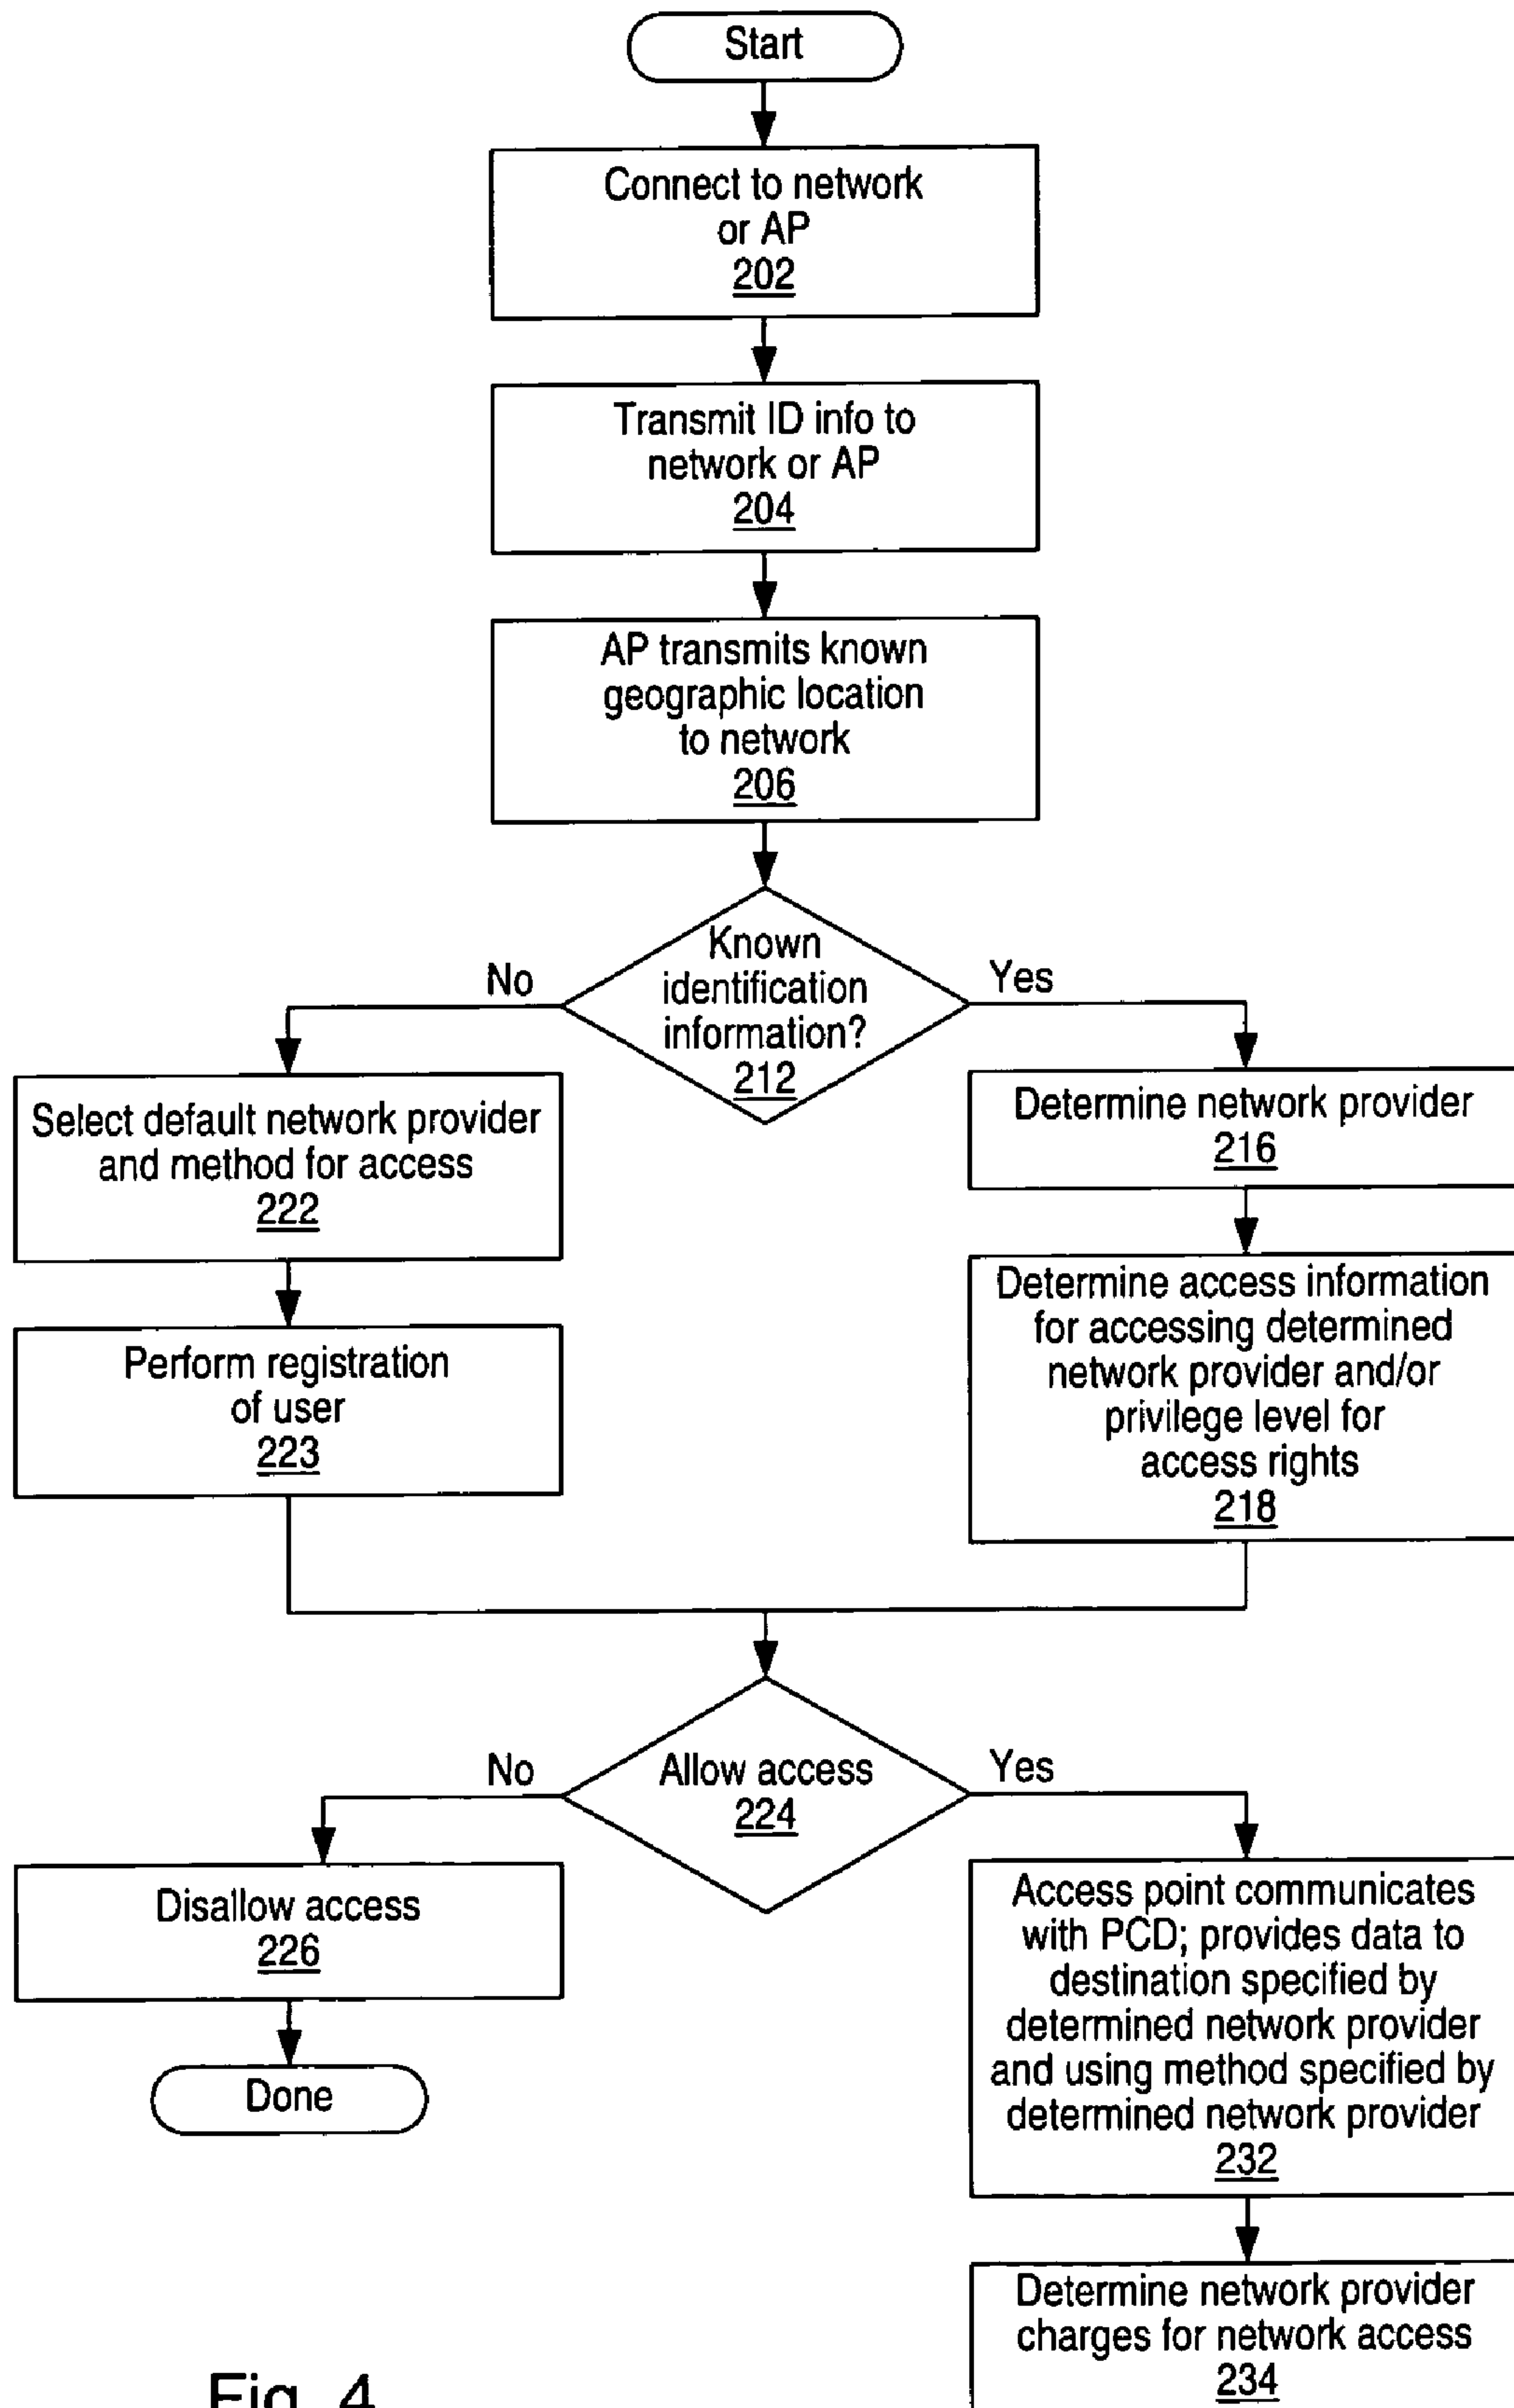 Start
Connect to network
or AP
202
Transmit ID info to
network or AP
204
AP transmits known
geographic location
to network
206
Known
identification
information?
212
No
Yes
Select default network provider
and method for access
222
Perform registration
of user
223
Determine network provider
216
Determine access information
for accessing determined
network provider and/or
privilege level for
access rights
218
Allow access
224
No
Yes
Disallow access
226
Done
Access point communicates
with PCD; provides data to
destination specified by
determined network provider
and using method specified by
determined network provider
232
Determine network provider
charges for network access
234
Fig. 4